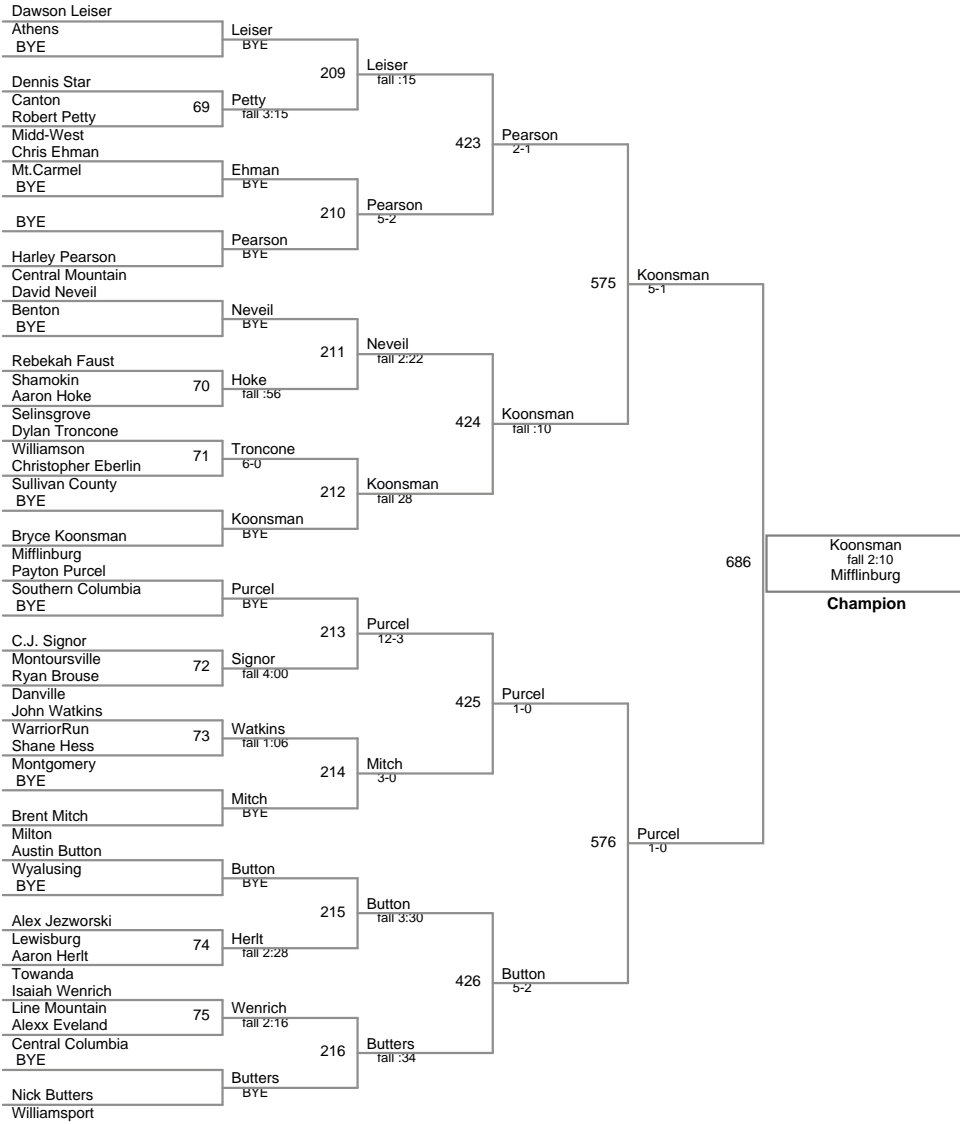 Dawson Leiser
Athens
BYE
Dennis Star
Canton
69
Robert Petty
Midd-West
Chris Ehman
Mt.Carmel
BYE
BYE
Harley Pearson
Central Mountain
David Neveil
Benton
BYE
Rebekah Faust
Shamokin
70
Aaron Hoke
Selinsgrove
Dylan Troncone
Williamson
71
Christopher Eberlin
Sullivan County
BYE
Bryce Koonsman
Mifflinburg
Payton Purcel
Southern Columbia
BYE
C.J. Signor
Montoursville
72
Ryan Brouse
Danville
John Watkins
WarriorRun
73
Shane Hess
Montgomery
BYE
Brent Mitch
Milton
Austin Button
Wyalusing
BYE
Alex Jezworski
Lewisburg
74
Aaron Herlt
Towanda
Isaiah Wenrich
Line Mountain
75
Alexx Eveland
Central Columbia
BYE
Nick Butters
Williamsport
Leiser
BYE
209
Petty
fall 3:15
Ehman
BYE
210
Pearson
BYE
Neveil
BYE
211
Hoke
fall :56
Troncone
6-0
212
Koonsman
BYE
Purcel
BYE
213
Signor
fall 4:00
Watkins
fall 1:06
214
Mitch
BYE
Button
BYE
215
Herlt
fall 2:28
Wenrich
fall 2:16
216
Butters
BYE
Leiser
fall :15
423
Pearson
5-2
Neveil
fall 2:22
424
Koonsman
fall 28
Purcel
12-3
425
Mitch
3-0
Button
fall 3:30
426
Butters
fall :34
Pearson
2-1
575
Koonsman
fall :10
Purcel
1-0
576
Button
5-2
Koonsman
5-1
686
Purcel
1-0
Koonsman
fall 2:10
Mifflinburg
Champion